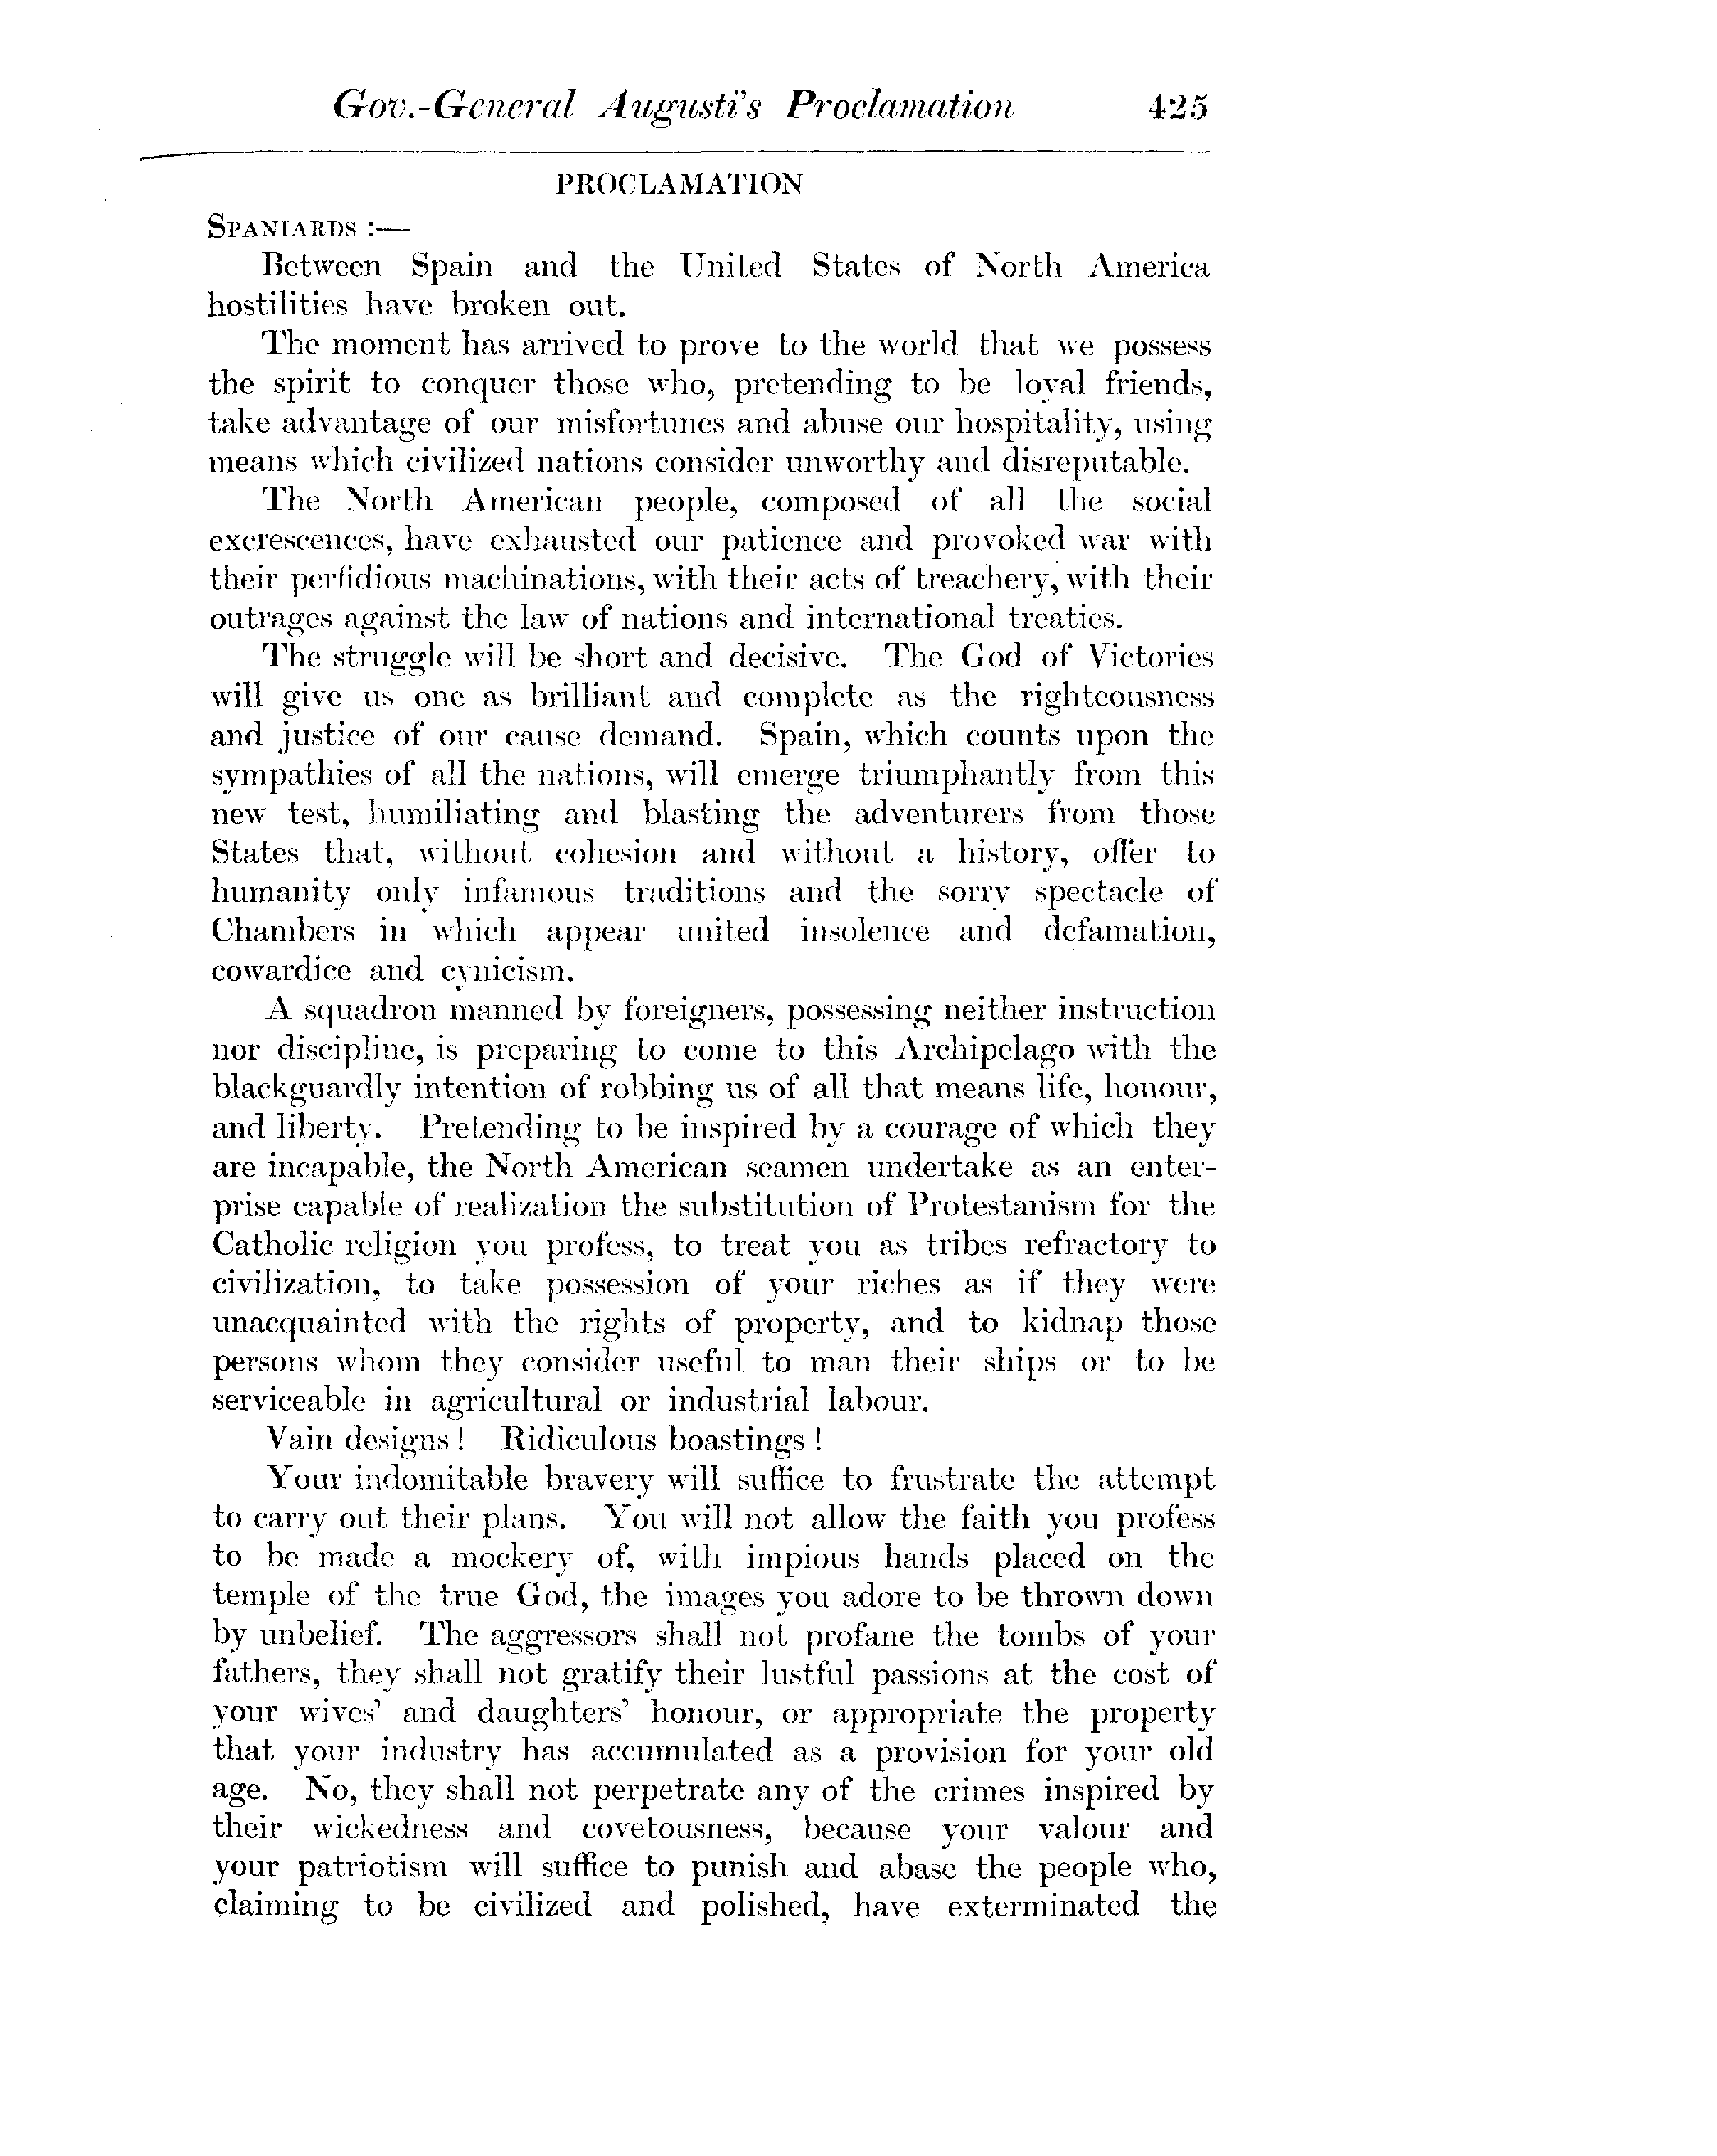 Gov.-General Augusti's Proclamation 425
PROCLAMATION
SPANIARDS :—
Between Spain and the United States of North America
hostilities have broken out.
The moment has arrived to prove to the world that we possess
the spirit to conquer those who, pretending to be loyal friends,
take advantage of our misfortunes and abuse our hospitality, using
means which civilized nations consider unworthy and disreputable.
The North American people, composed of all the social
excrescences, have exhausted our patience and provoked war with
their perfidious machinations, with their acts of treachery, with their
outrages against the law of nations and international treaties.
The struggle will be short and decisive. The God of Victories
will give us one as brilliant and complete as the righteousness
and justice of our cause demand. Spain, which counts upon the
sympathies of all the nations, will emerge triumphantly from this
new test, humiliating and blasting the adventurers from those
States that, without cohesion and without a history, offer to
humanity only infamous traditions and the sorry spectacle of
Chambers in which appear united insolence and defamation,
cowardice and cynicism.
A squadron manned by foreigners, possessing neither instruction
nor discipline, is preparing to come to this Archipelago with the
blackguardly intention of robbing us of all that means life, honour,
and liberty. Pretending to be inspired by a courage of which they
are incapable, the North American seamen undertake as an enter-
prise capable of realization the substitution of Protestanism for the
Catholic religion you profess, to treat you as tribes refractory to
civilization, to take possession of your riches as if they were
unacquainted with the rights of property, and to kidnap those
persons whom they consider useful to man their ships or to be
serviceable in agricultural or industrial labour.
Vain designs! Ridiculous boastings!
Your indomitable bravery will suffice to frustrate the attempt
to carry out their plans. You will not allow the faith you profess
to be made a mockery of, with impious hands placed on the
temple of the true God, the images you adore to be thrown down
by unbelief. The aggressors shall not profane the tombs of your
fathers, they shall not gratify their lustful passions at the cost of
your wives' and daughters' honour, or appropriate the property
that your industry has accumulated as a provision for your old
age. No, they shall not perpetrate any of the crimes inspired by
their wickedness and covetousness, because your valour and
your patriotism will suffice to punish and abase the people who,
claiming to be civilized and polished, have exterminated the